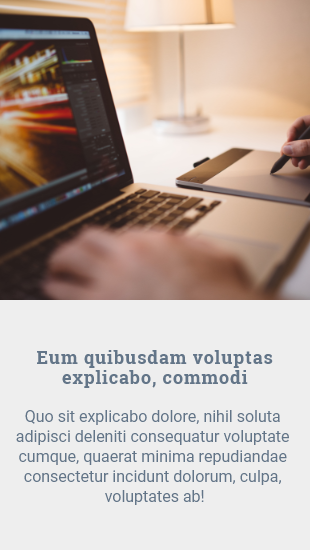 Eum quibusdam voluptas
explicabo, commodi
Quo sit explicabo dolore, nihil soluta
adipisci deleniti consequatur voluptate
cumque, quaerat minima repudiandae
consectetur incidunt dolorum, culpa,
voluptates ab!